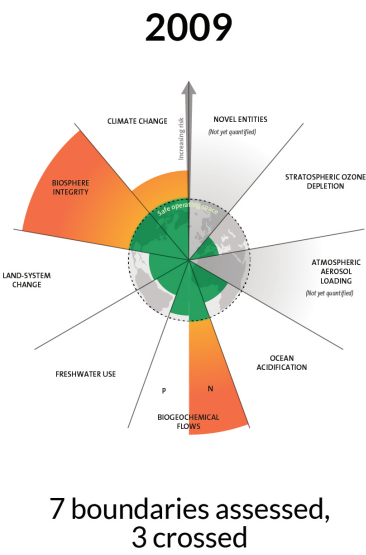 2009
CLIMATE CHANGE
Increasing risk
NOVEL ENTITIES
(Not yet quantified)
STRATOSPHERIC OZONE
DEPLETION
BIOSPHERE
INTEGRITY
Safe operating space
ATMOSPHERIC
AEROSOL
LOADING
(Not yet quantified)
LAND-SYSTEM
CHANGE
OCEAN
ACIDIFICATION
FRESHWATER USE
P
N
BIOGEOCHEMICAL
FLOWS
7 boundaries assessed,
3 crossed